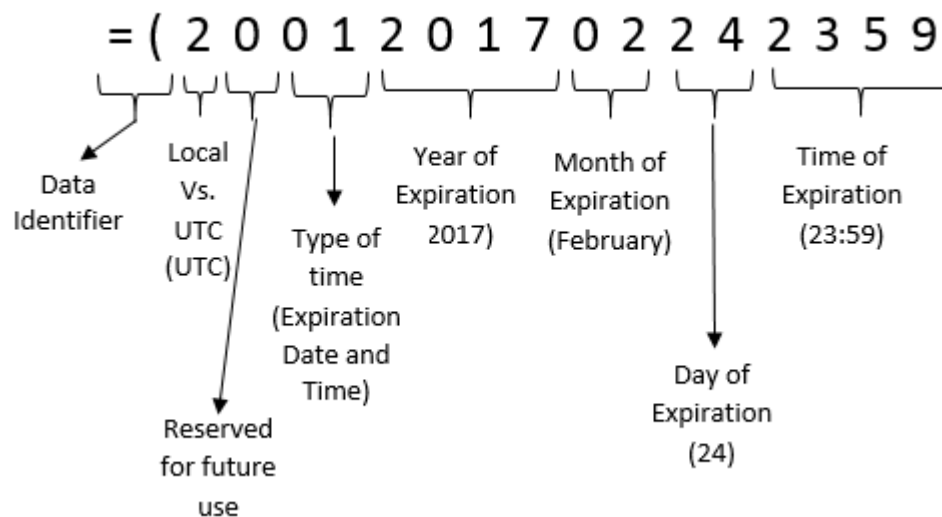 = ( 2 0 0 1 2 0 1 7 0 2 2 4 2 3 5 9
Data
Identifier
Local
Vs.
UTC
(UTC)
Reserved
for future
use
Type of
time
(Expiration
Date and
Time)
Year of
Expiration
2017)
Month of
Expiration
(February)
Day of
Expiration
(24)
Time of
Expiration
(23:59)